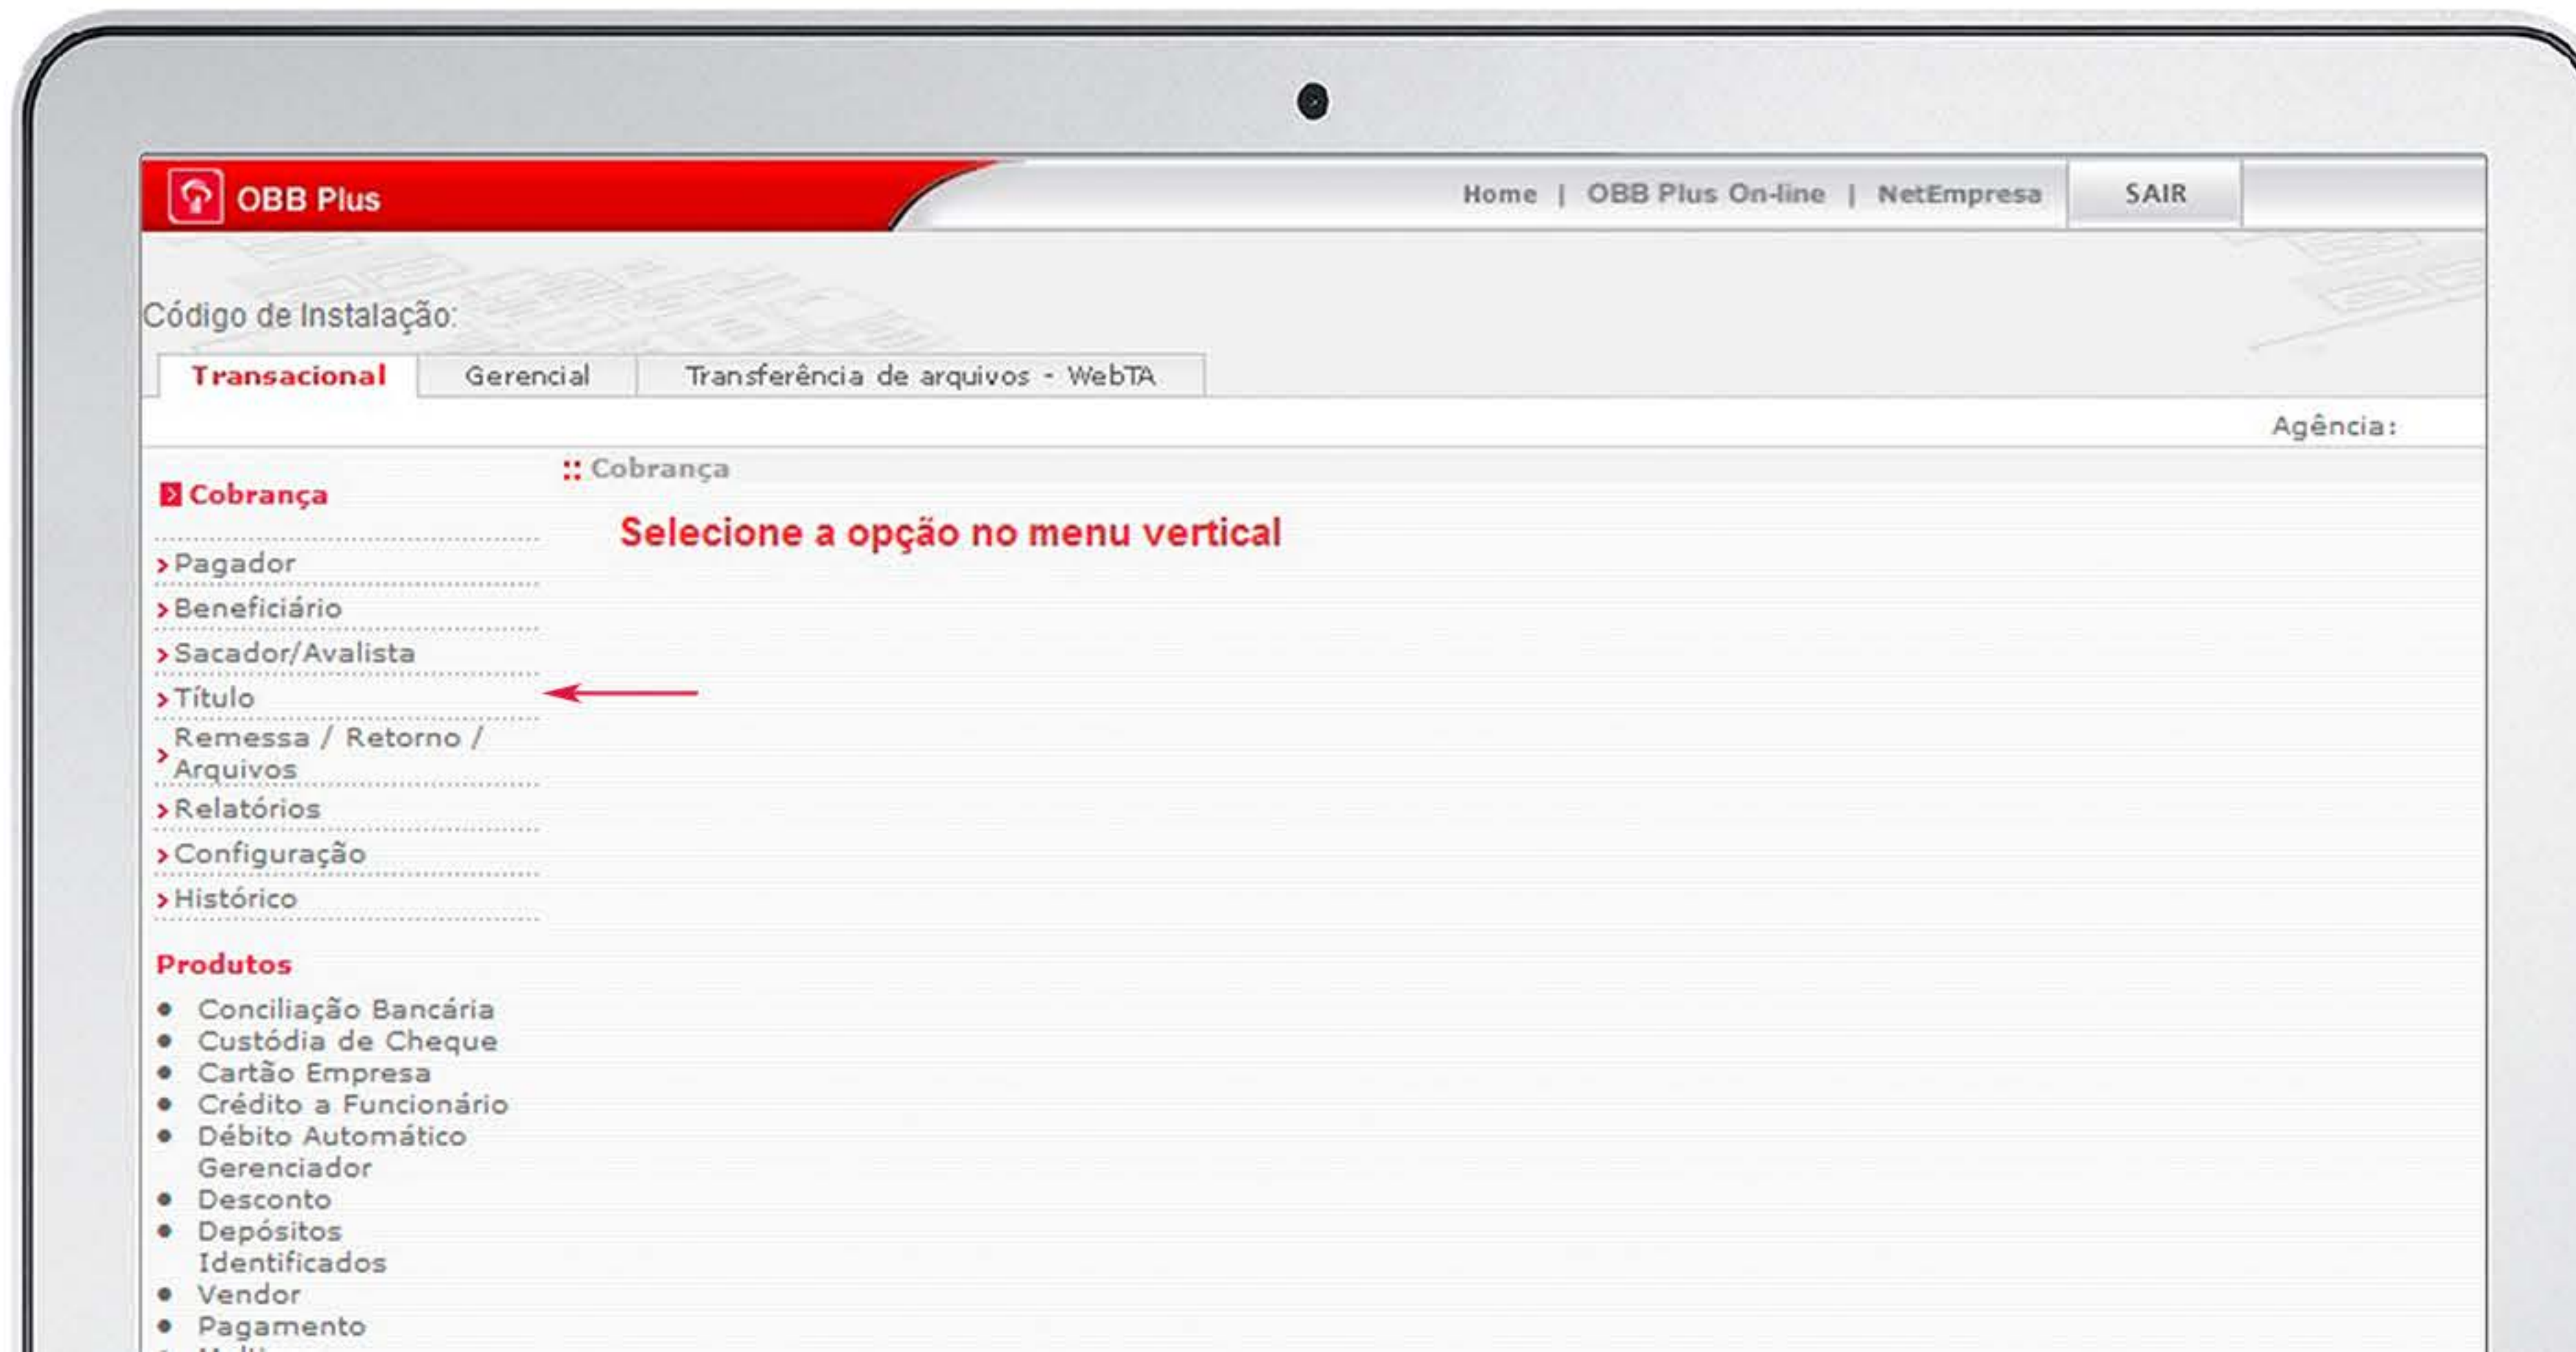 OBB Plus
Home | OBB Plus On-line | NetEmpresa
SAIR
Código de Instalação:
Transacional
Gerencial
Transferência de arquivos - WebTA
Agência:
Cobrança
:: Cobrança
Selecione a opção no menu vertical
Pagador
Beneficiário
Sacador/Avalista
Título
Remessa / Retorno /
Arquivos
Relatórios
Configuração
Histórico
Produtos
Conciliação Bancária
Custódia de Cheque
Cartão Empresa
Crédito a Funcionário
Débito Automático
Gerenciador
Desconto
Depósitos
Identificados
Vendor
Pagamento